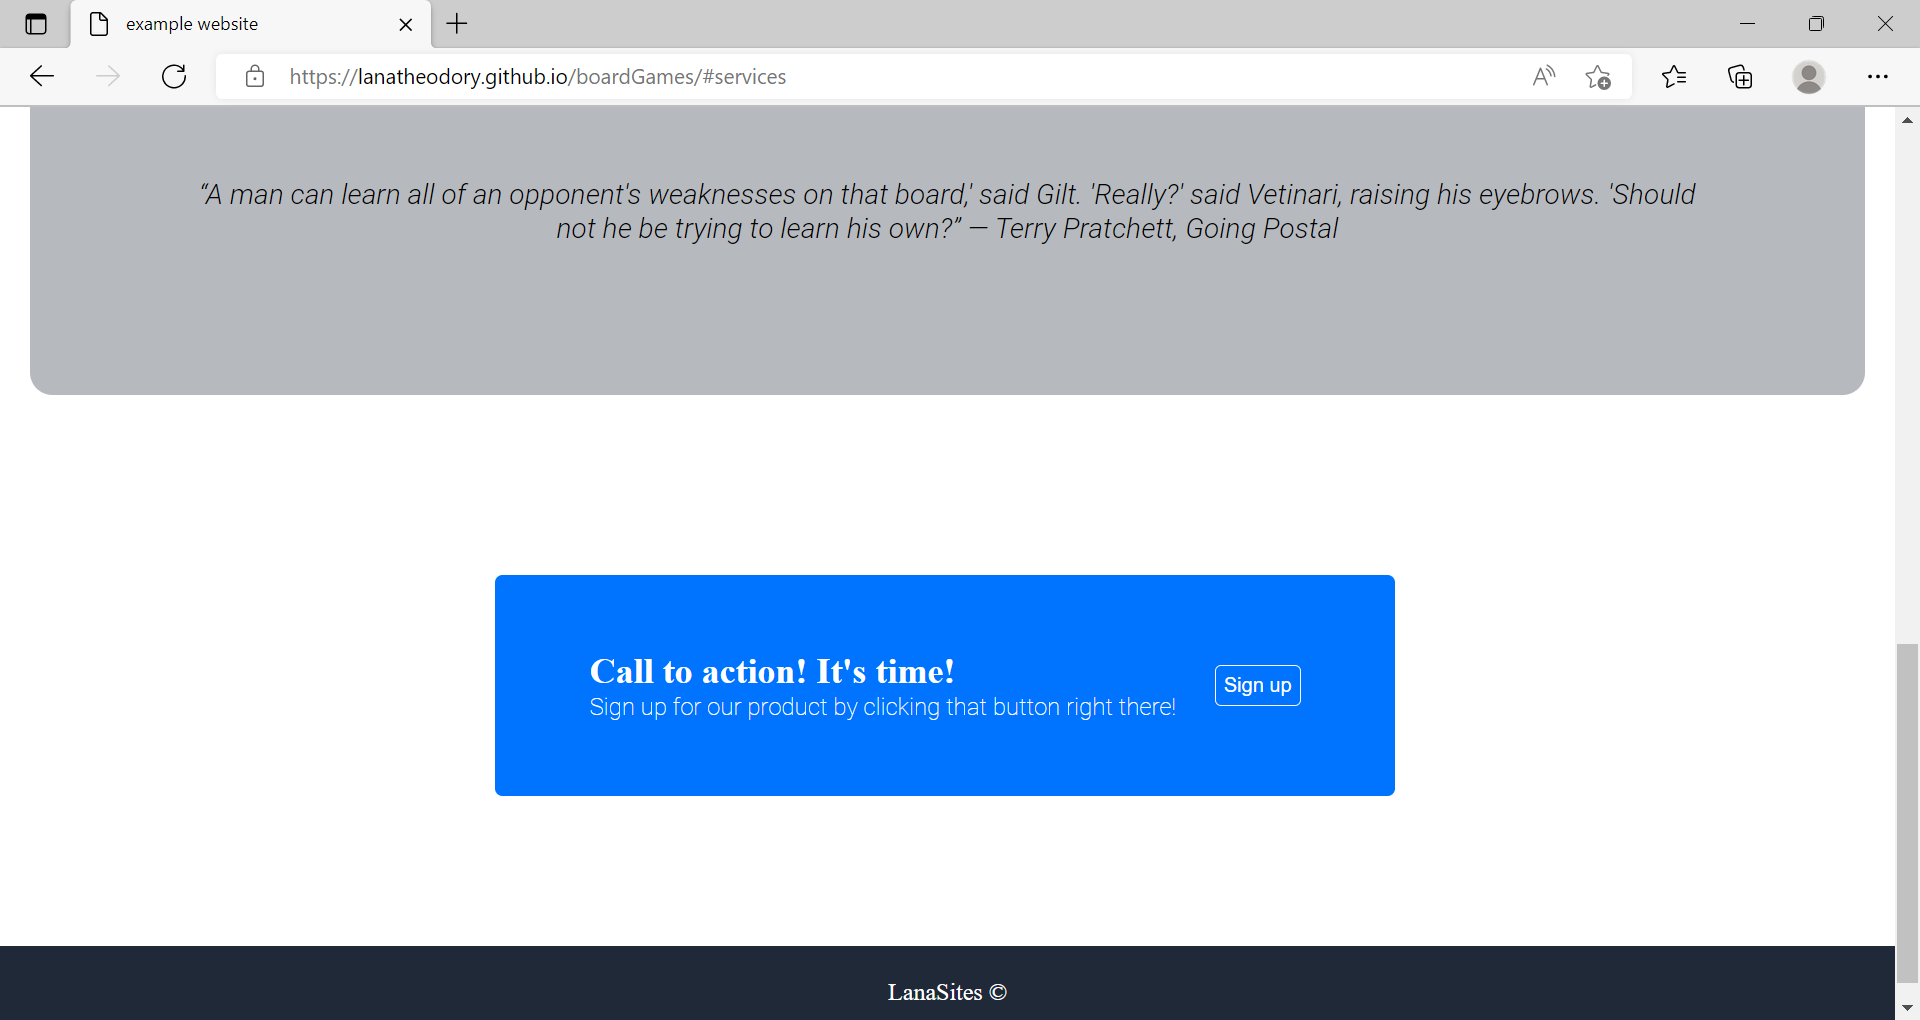 example website
https://lanatheodory.github.io/boardGames/#services
“A man can learn all of an opponent's weaknesses on that board,' said Gilt. 'Really?' said Vetinari, raising his eyebrows. 'Should
not he be trying to learn his own?” — Terry Pratchett, Going Postal
Call to action! It's time!
Sign up for our product by clicking that button right there!
Sign up
LanaSites ©